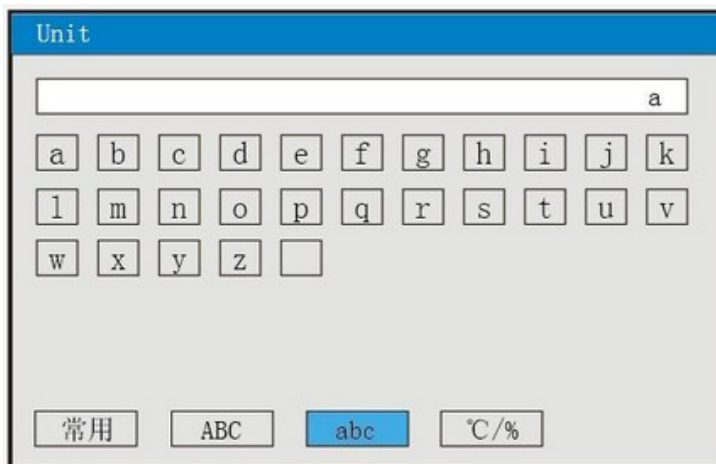 Unit
a
a b c d e f g h i j k
l m n o p q r s t u v
w x y z
常用 ABC abc ℃/%